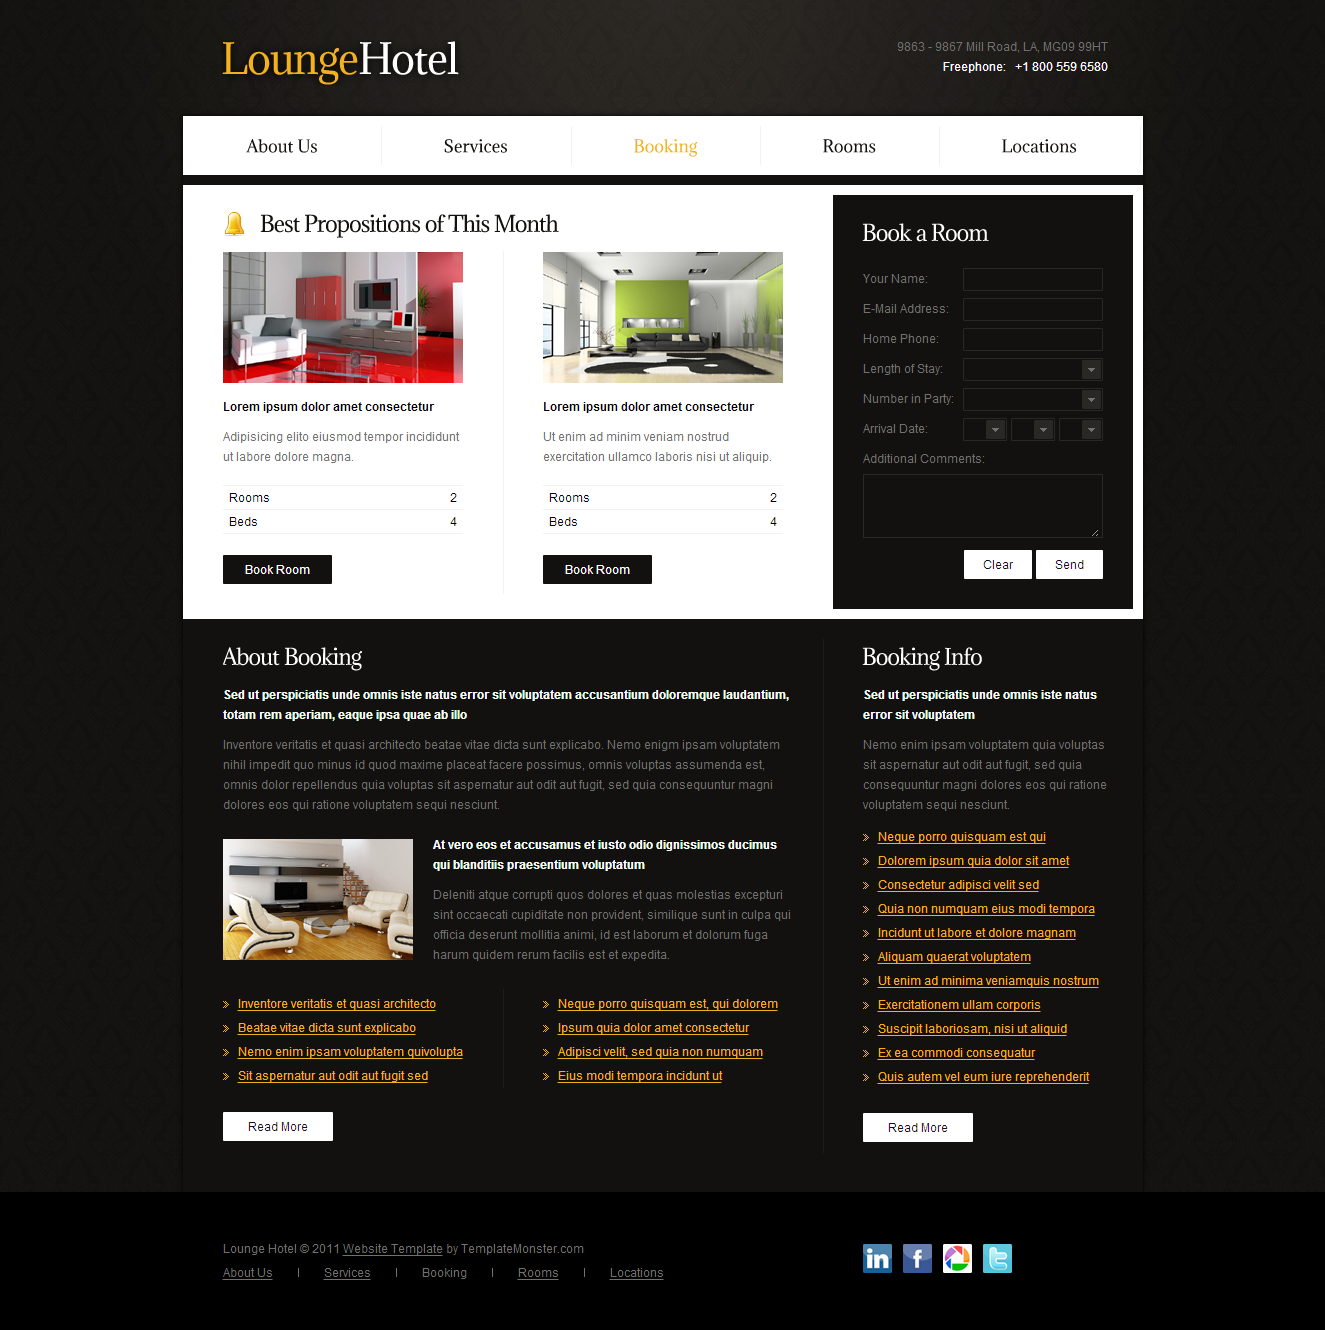 LoungeHotel
9863 - 9867 Mill Road, LA, MG09 99HT
Freephone: +1 800 559 6580
About Us Services Booking Rooms Locations
Best Propositions of This Month
Lorem ipsum dolor amet consectetur
Adipisicing elito eiusmod tempor incididunt
ut labore dolore magna.
Rooms 2
Beds 4
Book Room
Lorem ipsum dolor amet consectetur
Ut enim ad minim veniam nostrud
exercitation ullamco laboris nisi ut aliquip.
Rooms 2
Beds 4
Book Room
Book a Room
Your Name:
E-Mail Address:
Home Phone:
Length of Stay:
Number in Party:
Arrival Date:
Additional Comments:
Clear Send
About Booking
Sed ut perspiciatis unde omnis iste natus error sit voluptatem accusantium doloremque laudantium,
totam rem aperiam, eaque ipsa quae ab illo
Inventore veritatis et quasi architecto beatae vitae dicta sunt explicabo. Nemo enigm ipsam voluptatem
nihil impedit quo minus id quod maxime placeat facere possimus, omnis voluptas assumenda est,
omnis dolor repellendus quia voluptas sit aspernatur aut odit aut fugit, sed quia consequuntur magni
dolores eos qui ratione voluptatem sequi nesciunt.
At vero eos et accusamus et iusto odio dignissimos ducimus
qui blanditiis praesentium voluptatum
Deleniti atque corrupti quos dolores et quas molestias excepturi
sint occaecati cupiditate non provident, similique sunt in culpa qui
officia deserunt mollitia animi, id est laborum et dolorum fuga
harum quidem rerum facilis est et expedita.
Inventore veritatis et quasi architecto
Beatae vitae dicta sunt explicabo
Nemo enim ipsam voluptatem quivolupta
Sit aspernatur aut odit aut fugit sed
Neque porro quisquam est, qui dolorem
Ipsum quia dolor amet consectetur
Adipisci velit, sed quia non numquam
Eius modi tempora incidunt ut
Read More
Booking Info
Sed ut perspiciatis unde omnis iste natus
error sit voluptatem
Nemo enim ipsam voluptatem quia voluptas
sit aspernatur aut odit aut fugit, sed quia
consequuntur magni dolores eos qui ratione
voluptatem sequi nesciunt.
Neque porro quisquam est qui
Dolorem ipsum quia dolor sit amet
Consectetur adipisci velit sed
Quia non numquam eius modi tempora
Incidunt ut labore et dolore magnam
Aliquam quaerat voluptatem
Ut enim ad minima veniamquis nostrum
Exercitationem ullam corporis
Suscipit laboriosam, nisi ut aliquid
Ex ea commodi consequatur
Quis autem vel eum iure reprehenderit
Read More
Lounge Hotel © 2011 Website Template by TemplateMonster.com
About Us | Services | Booking | Rooms | Locations
in f t